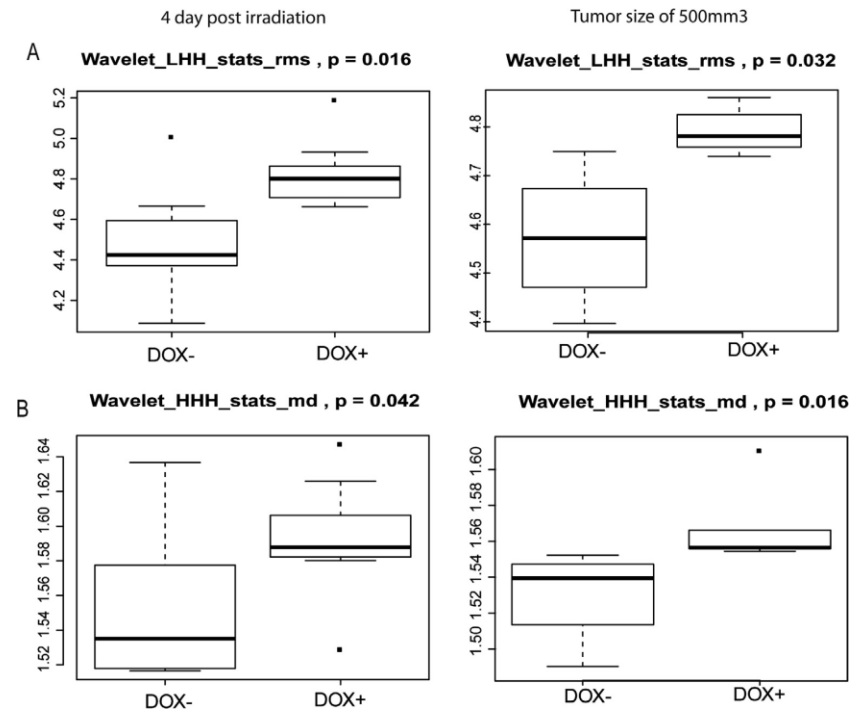 4 day post irradiation
Tumor size of 500mm3
A
Wavelet_LHH_stats_rms , p = 0.016
Wavelet_LHH_stats_rms , p = 0.032
5.2
5.0
4.8
4.6
4.4
4.2
DOX-
DOX+
4.8
4.7
4.6
4.5
4.4
DOX-
DOX+
B
Wavelet_HHH_stats_md , p = 0.042
Wavelet_HHH_stats_md , p = 0.016
1.64
1.62
1.60
1.58
1.56
1.54
1.52
DOX-
DOX+
1.60
1.58
1.56
1.54
1.52
1.50
DOX-
DOX+